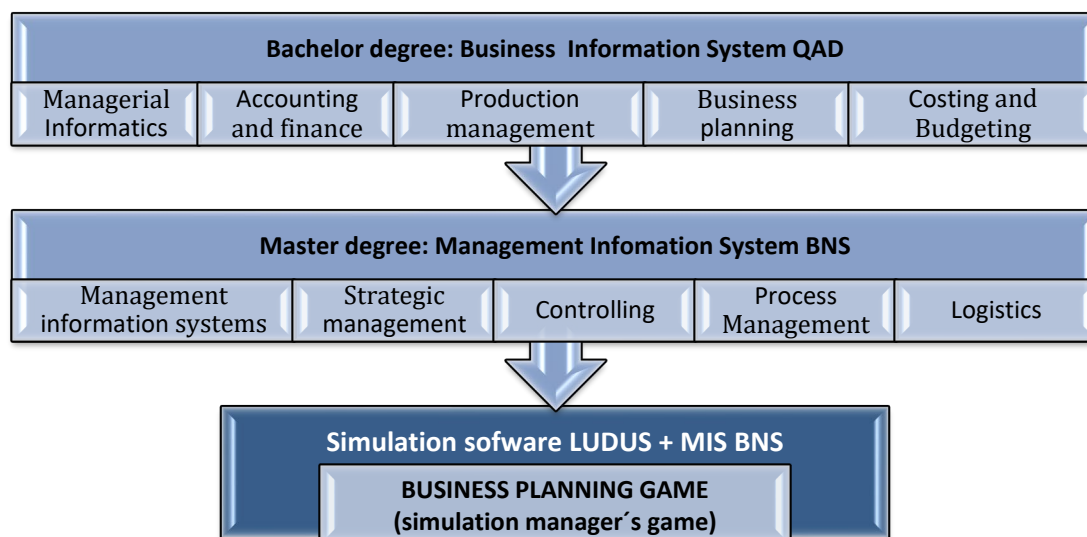 Bachelor degree: Business  Information System QAD
Managerial
Informatics
Accounting
and finance
Production
management
Business
planning
Costing and
Budgeting
Master degree: Management Infomation System BNS
Management
information systems
Strategic
management
Controlling
Process
Management
Logistics
Simulation sofware LUDUS + MIS BNS
BUSINESS PLANNING GAME
(simulation manager´s game)